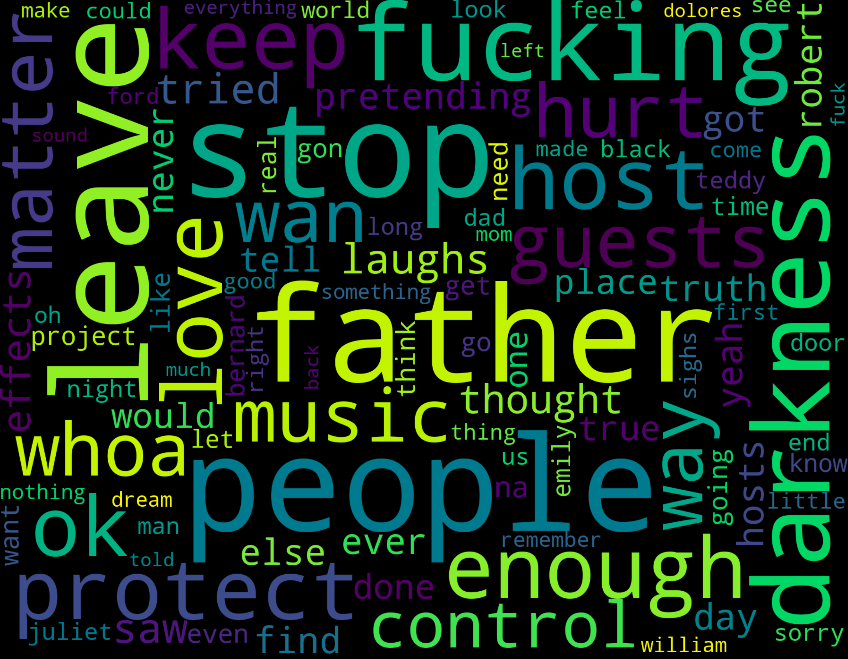 make
could
everything
world
look
feel
dolores
see
keep
fucking
left
leave
matter
ford
tried
pretending
hurt
got
robert
fuck
sound
never
stop
real
gon
need
made
black
come
host
teddy
time
darkness
wan
long
dad
mom
guests
love
tell
laughs
place
truth
effects
like
good
something
get
first
oh
project
bernard
right
father
think
go
one
sighs
yeah
door
much
back
night
would
music
thought
way
whoa
let
thing
emily
true
end
us
hosts
know
nothing
dream
people
na
going
little
want
ok
man
told
else
ever
remember
enough
protect
done
control
day
juliet
saw
even
find
william
sorry